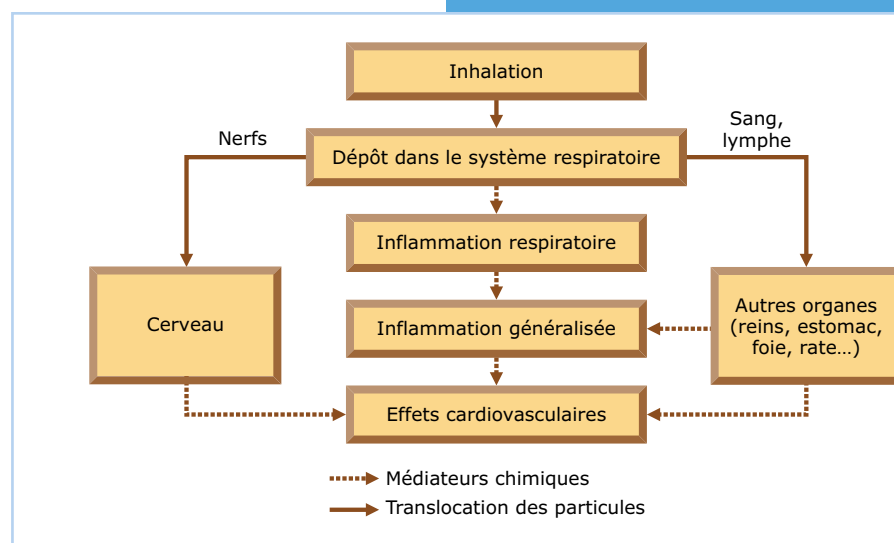 Inhalation
Nerfs
Sang,
lymphe
Dépôt dans le système respiratoire
Inflammation respiratoire
Cerveau
Inflammation généralisée
Autres organes
(reins, estomac,
foie, rate…)
Effets cardiovasculaires
Médiateurs chimiques
Translocation des particules